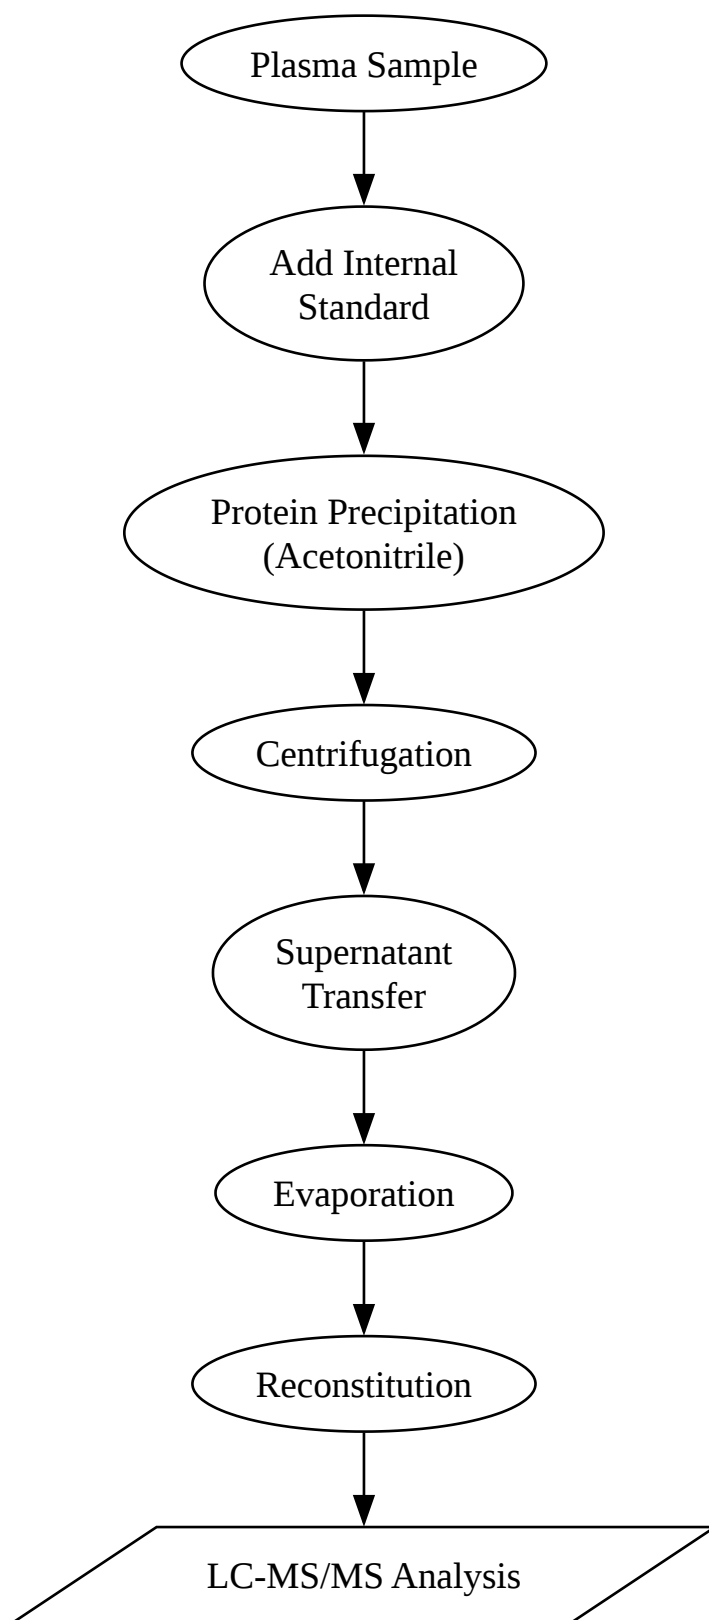 Plasma Sample
Add Internal
Standard
Protein Precipitation
(Acetonitrile)
Centrifugation
Supernatant
Transfer
Evaporation
Reconstitution
LC-MS/MS Analysis